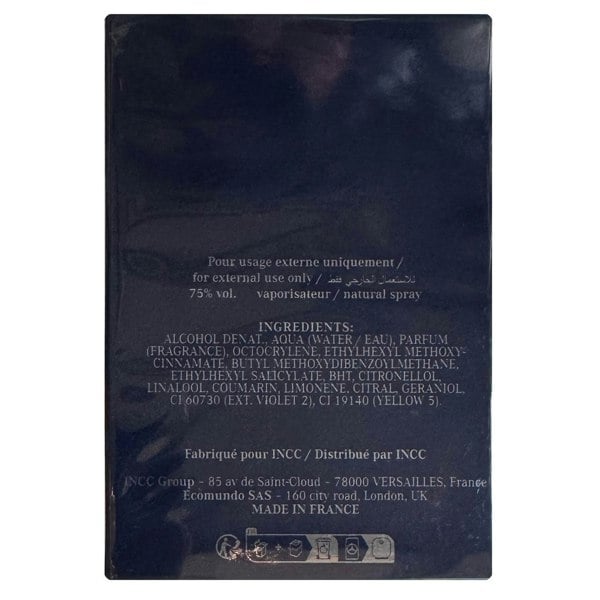 Pour usage externe uniquement /
for external use only / للاستعمال الخارجي فقط
75% vol. vaporisateur / natural spray
INGREDIENTS:
ALCOHOL DENAT., AQUA (WATER / EAU), PARFUM
(FRAGRANCE), OCTOCRYLENE, ETHYLHEXYL METHOXY-
CINNAMATE, BUTYL METHOXYDIBENZOYLMETHANE,
ETHYLHEXYL SALICYLATE, BHT, CITRONELLOL,
LINALOOL, COUMARIN, LIMONENE, CITRAL, GERANIOL,
CI 60730 (EXT. VIOLET 2), CI 19140 (YELLOW 5).
Fabriqué pour INCC / Distribué par INCC
INCC Group - 85 av de Saint-Cloud - 78000 VERSAILLES, France
Ecomundo SAS - 160 city road, London, UK
MADE IN FRANCE